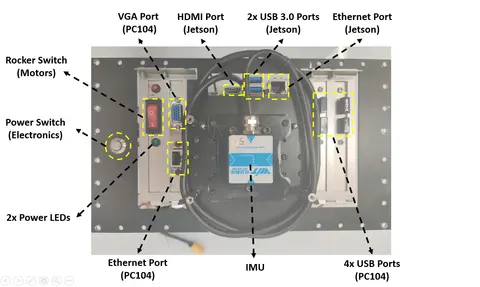 VGA Port
(PC104)
HDMI Port
(Jetson)
2x USB 3.0 Ports
(Jetson)
Ethernet Port
(Jetson)
Rocker Switch
(Motors)
Power Switch
(Electronics)
2x Power LEDs
Ethernet Port
(PC104)
IMU
4x USB Ports
(PC104)